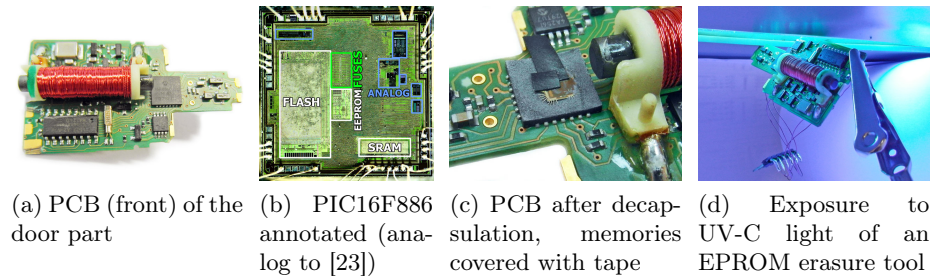 FLASH
EEPROM
FUSES
ANALOG
SRAM
(a) PCB (front) of the
door part
(b) PIC16F886
annotated (ana-
log to [23])
(c) PCB after decap-
sulation, memories
covered with tape
(d) Exposure to
UV-C light of an
EPROM erasure tool